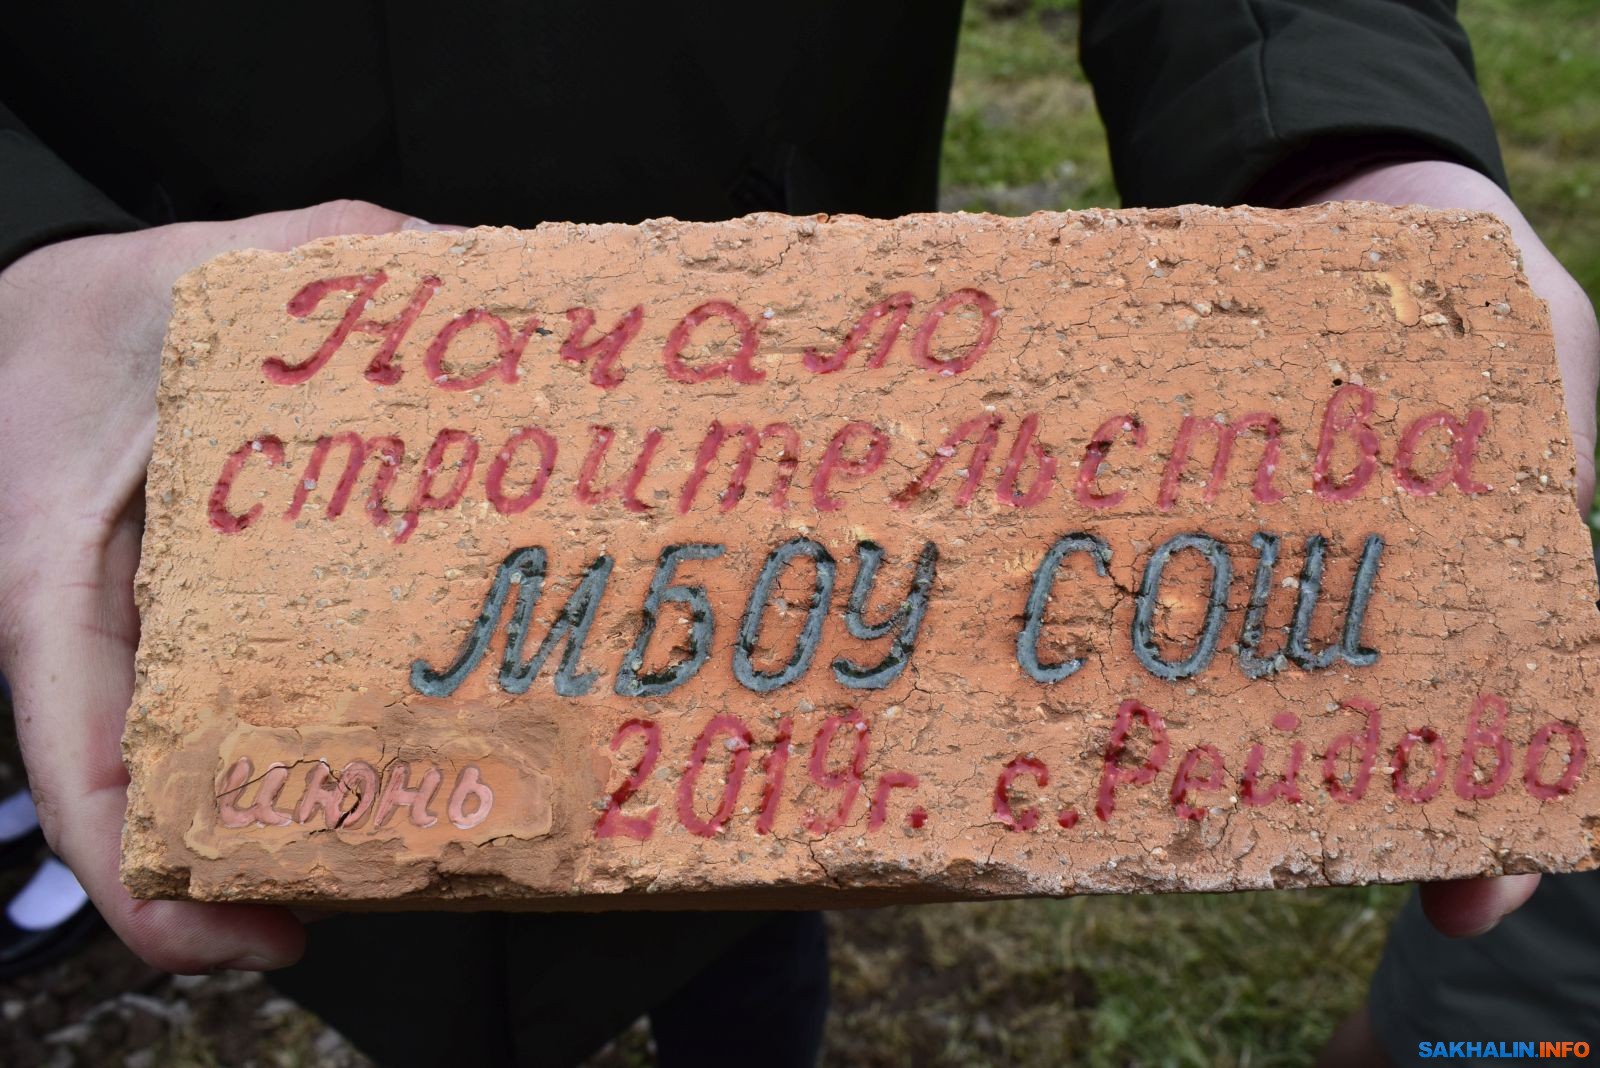 Начало
строительства
МБОУ СОШ
июнь 2019г. с. Рейдово
SAKHALIN.INFO